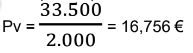 Pv = 33.500 / 2.000 = 16,756 €